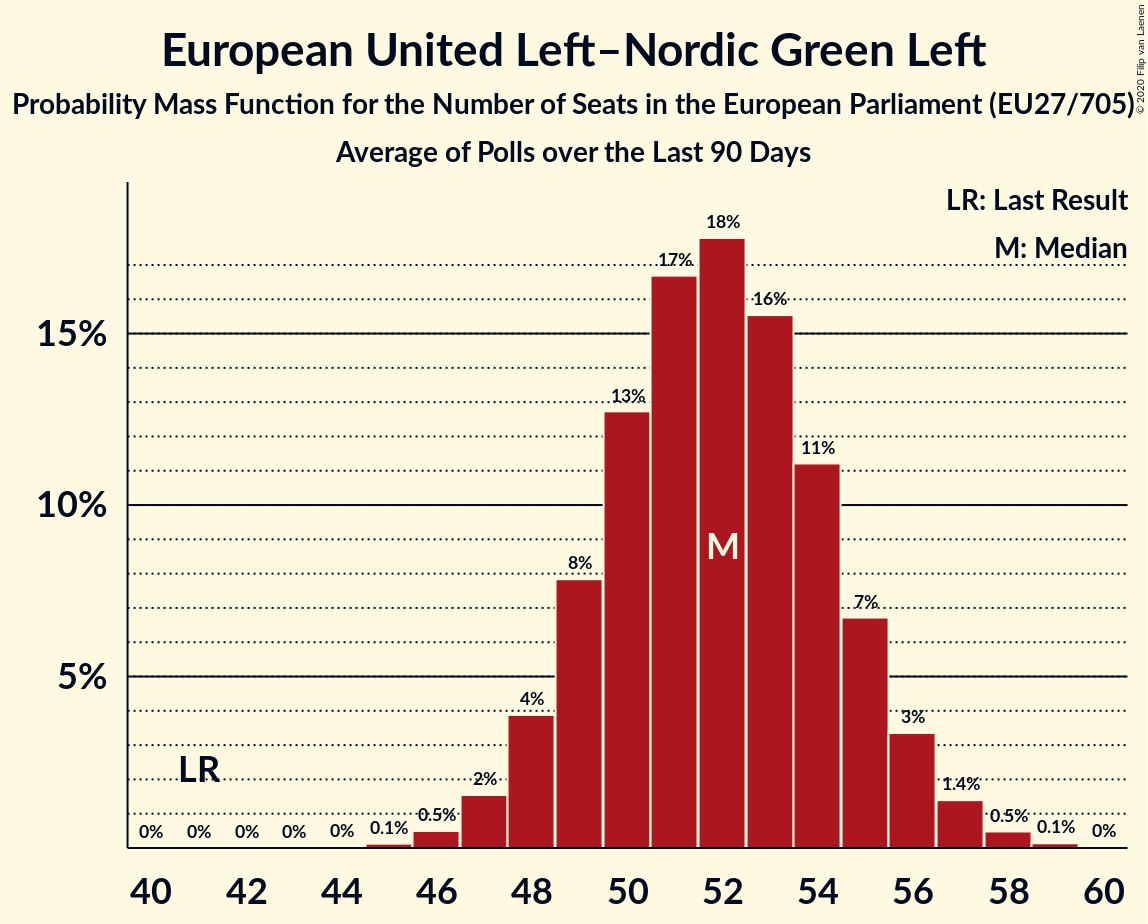 European United Left–Nordic Green Left
Probability Mass Function for the Number of Seats in the European Parliament (EU27/705)
Average of Polls over the Last 90 Days
© 2020 Filip van Laenen
LR: Last Result
M: Median
18%
17%
16%
15%
13%
11%
10%
M
8%
7%
5%
4%
3%
LR
2%
1.4%
0% 0% 0% 0% 0% 0.1% 0.5% 0.5% 0.1% 0%
40 42 44 46 48 50 52 54 56 58 60